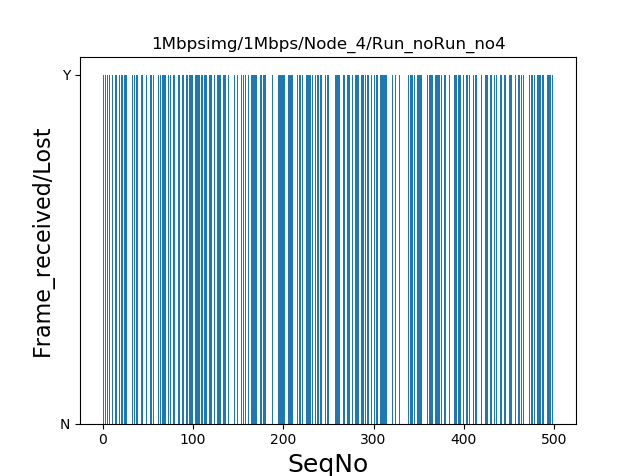 1Mbpsimg/1Mbps/Node_4/Run_noRun_no4
Y
Frame_received/Lost
N
0 100 200 300 400 500
SeqNo